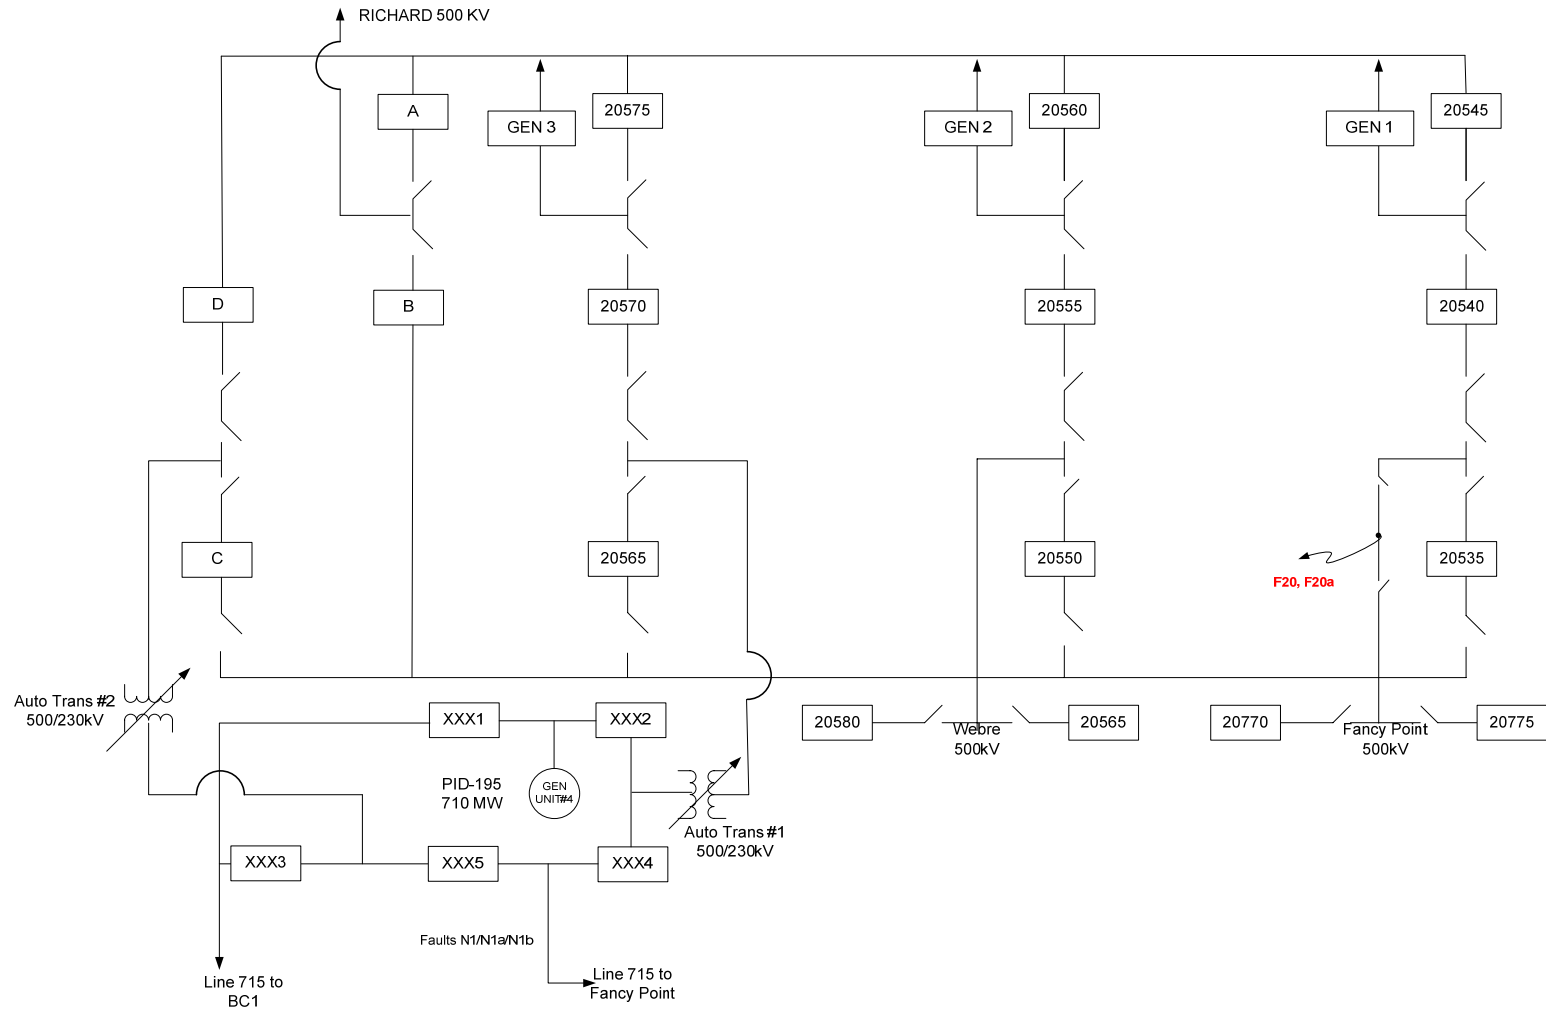 RICHARD 500 KV
A
GEN 3
20575
GEN 2
20560
GEN 1
20545
D
B
20570
20555
20540
C
20565
20550
20535
F20, F20a
Auto Trans #2
500/230kV
XXX1
XXX2
20580
Webre
500kV
20565
20770
Fancy Point
500kV
20775
PID-195
710 MW
GEN
UNIT#4
Auto Trans #1
500/230kV
XXX3
XXX5
XXX4
Faults N1/N1a/N1b
Line 715 to
BC1
Line 715 to
Fancy Point